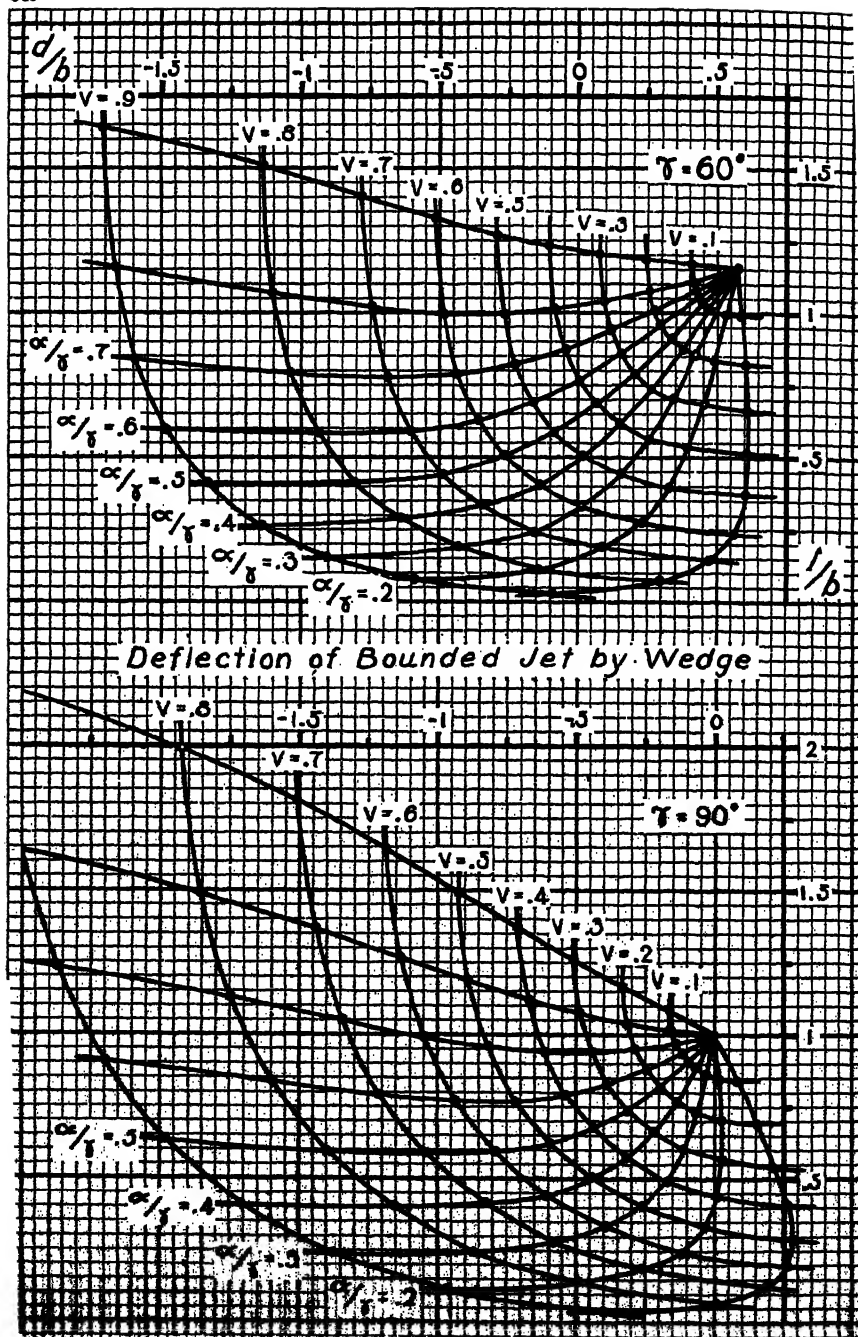 d/b -1.5 -1 -.5 0 .5
V = .9
V = .8
V = .7
V = .6
V = .5
V = .3
V = .1
γ = 60°
1.5
1
α/γ = .7
α/γ = .6
.5
α/γ = .5
α/γ = .4
α/γ = .3
α/γ = .2
f/b
Deflection of Bounded Jet by Wedge
-1.5 -1 -.5 0
V = .8
V = .7
2
V = .6
γ = 90°
V = .5
V = .4
1.5
V = .3
V = .2
V = .1
1
α/γ = .5
.5
α/γ = .4
α/γ = .3
α/γ = .2